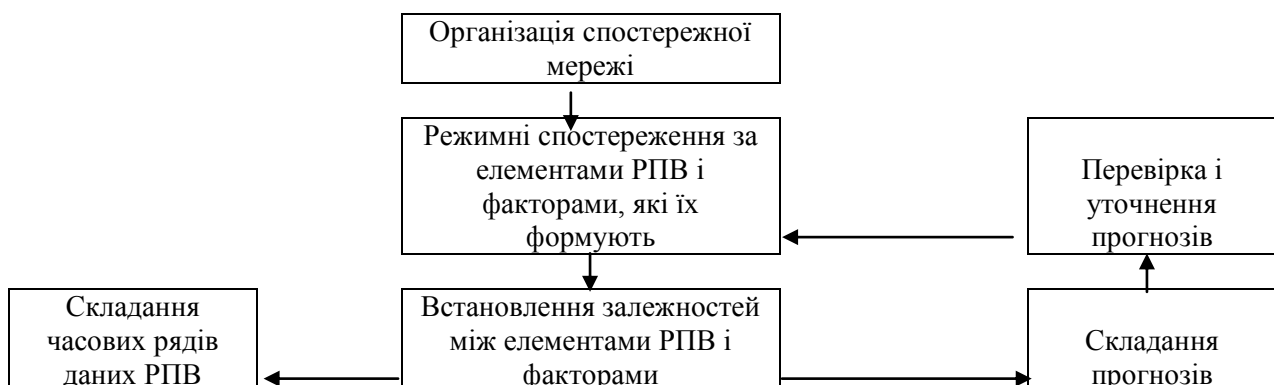 Організація спостережної
мережі
Режимні спостереження за
елементами РПВ і
факторами, які їх
формують
Перевірка і
уточнення
прогнозів
Складання
часових рядів
даних РПВ
Встановлення залежностей
між елементами РПВ і
факторами
Складання
прогнозів